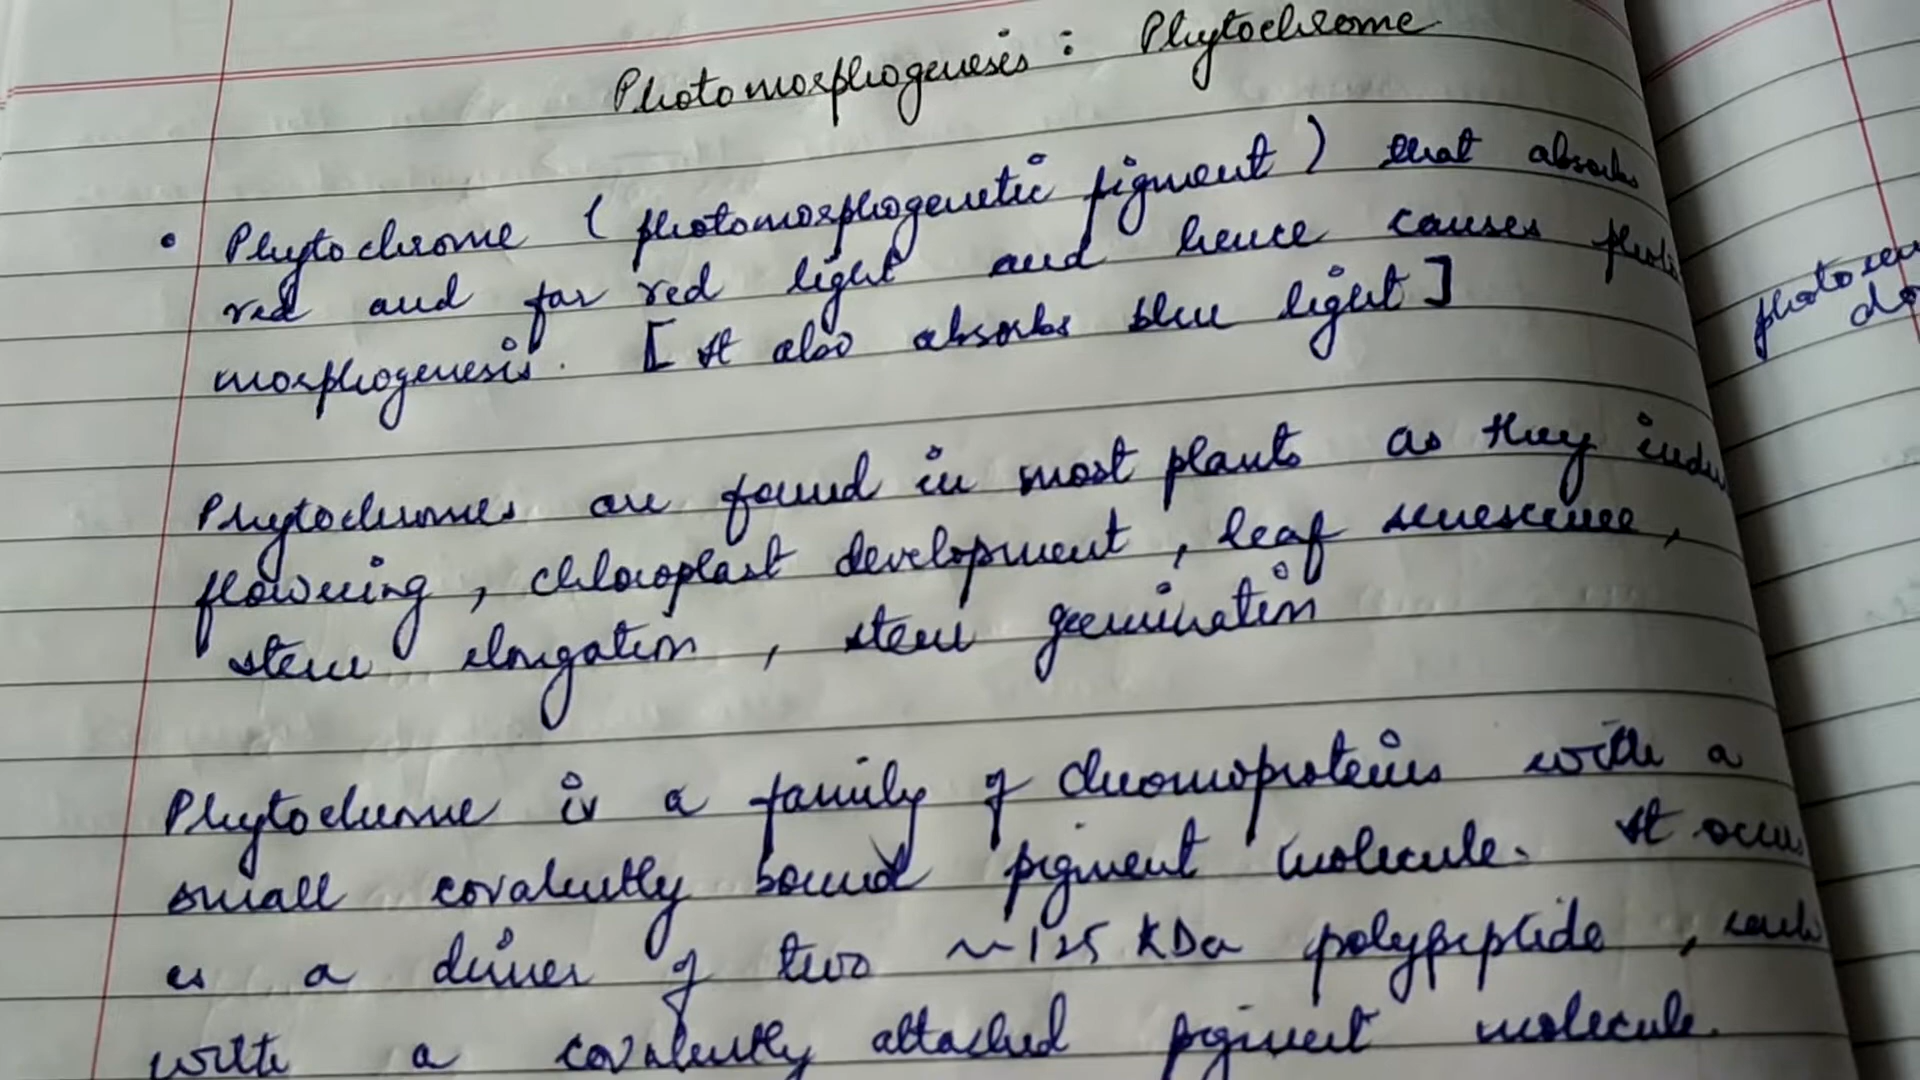 Photomorphogenesis : Phytochrome
• Phytochrome ( photomorphogenetic pigment ) that absorbs
red and far red light and hence causes photo
morphogenesis. [ It also absorbs blue light ]
Phytochromes are found in most plants as they indu
flowering , chloroplast development , leaf senescence ,
stem elongation , stem germination
Phytochrome is a family of chromoproteins with a
small covalently bound pigment molecule. It occurs
as a dimer of two ~125 KDa polypeptide , each
with a covalently attached pigment molecule.